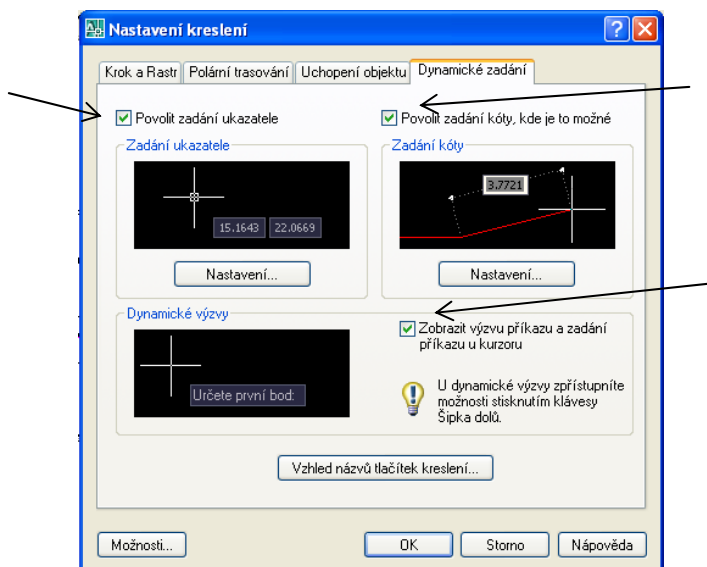 Nastavení kreslení
Krok a Rastr Polární trasování Uchopení objektu Dynamické zadání
Povolit zadání ukazatele
Povolit zadání kóty, kde je to možné
Zadání ukazatele
Zadání kóty
15.1643 22.0669
3.7721
Nastavení...
Nastavení...
Dynamické výzvy
Určete první bod:
Zobrazit výzvu příkazu a zadání
příkazu u kurzoru
U dynamické výzvy zpřístupníte
možnosti stisknutím klávesy
Šipka dolů.
Vzhled názvů tlačítek kreslení...
Možnosti...
OK
Storno
Nápověda